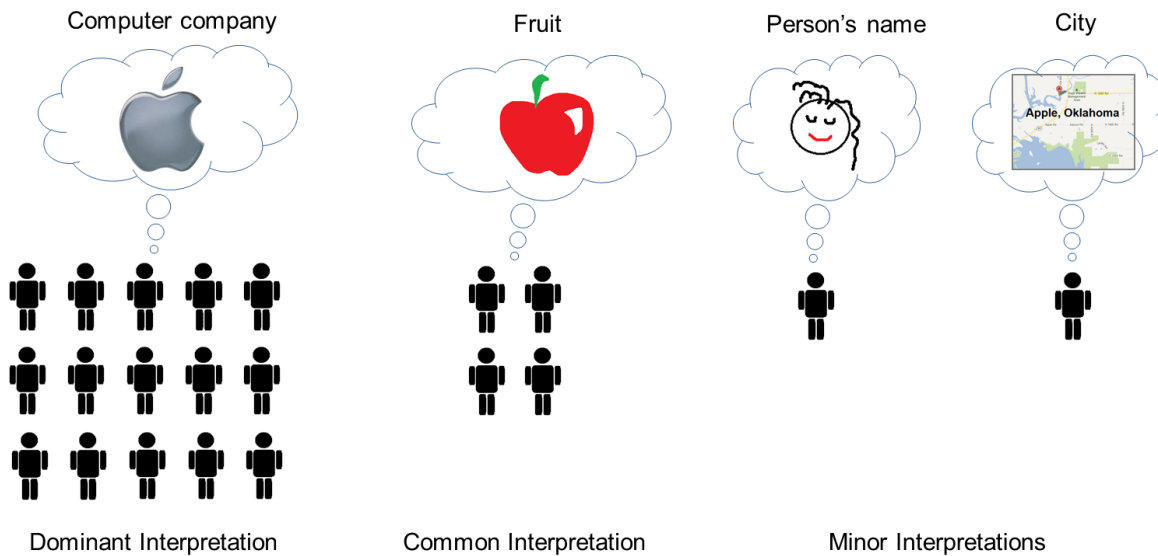 Computer company
Fruit
Person's name
City
Apple, Oklahoma
Dominant Interpretation
Common Interpretation
Minor Interpretations